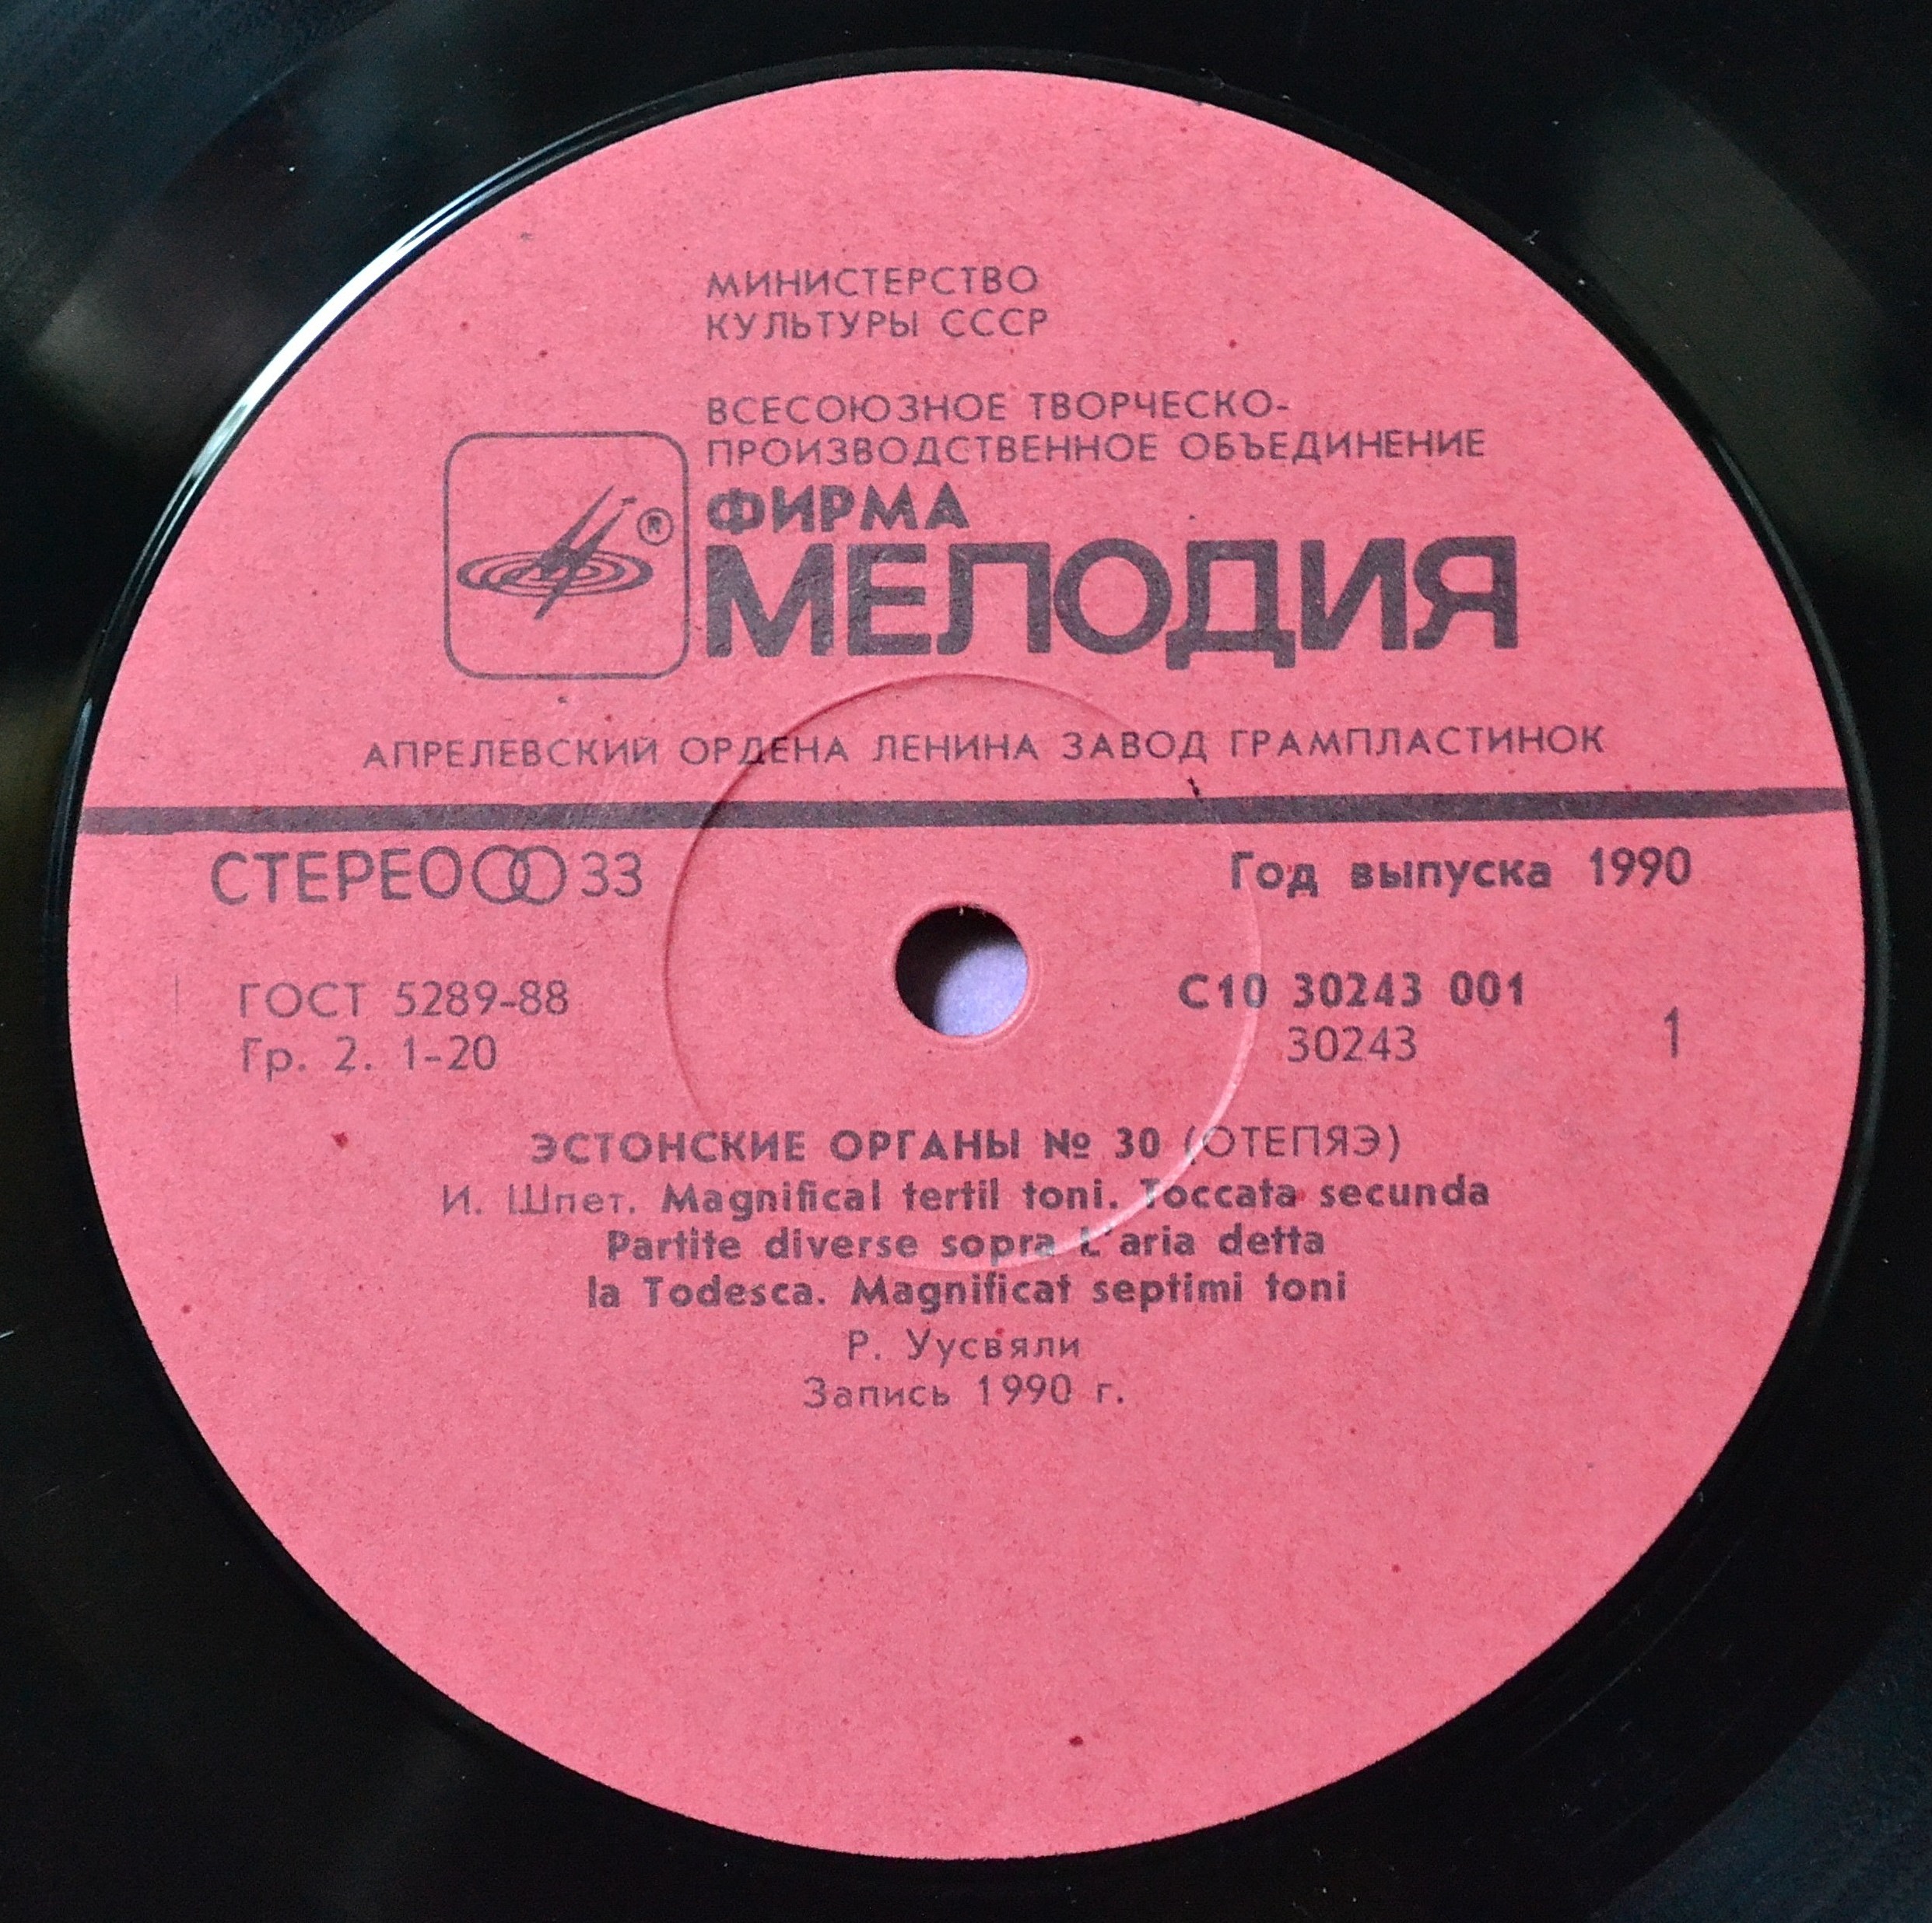 МИНИСТЕРСТВО
КУЛЬТУРЫ СССР
ВСЕСОЮЗНОЕ ТВОРЧЕСКО-
ПРОИЗВОДСТВЕННОЕ ОБЪЕДИНЕНИЕ
®
ФИРМА
МЕЛОДИЯ
АПРЕЛЕВСКИЙ ОРДЕНА ЛЕНИНА ЗАВОД ГРАМПЛАСТИНОК
СТЕРЕО 33
Год выпуска 1990
ГОСТ 5289-88
Гр. 2. 1-20
С10 30243 001
30243
1
ЭСТОНСКИЕ ОРГАНЫ № 30 (ОТЕПЯЭ)
И. Шпет. Magnifical tertil toni. Toccata secunda
Partite diverse sopra L'aria detta
la Todesca. Magnificat septimi toni
Р. Уусвяли
Запись 1990 г.